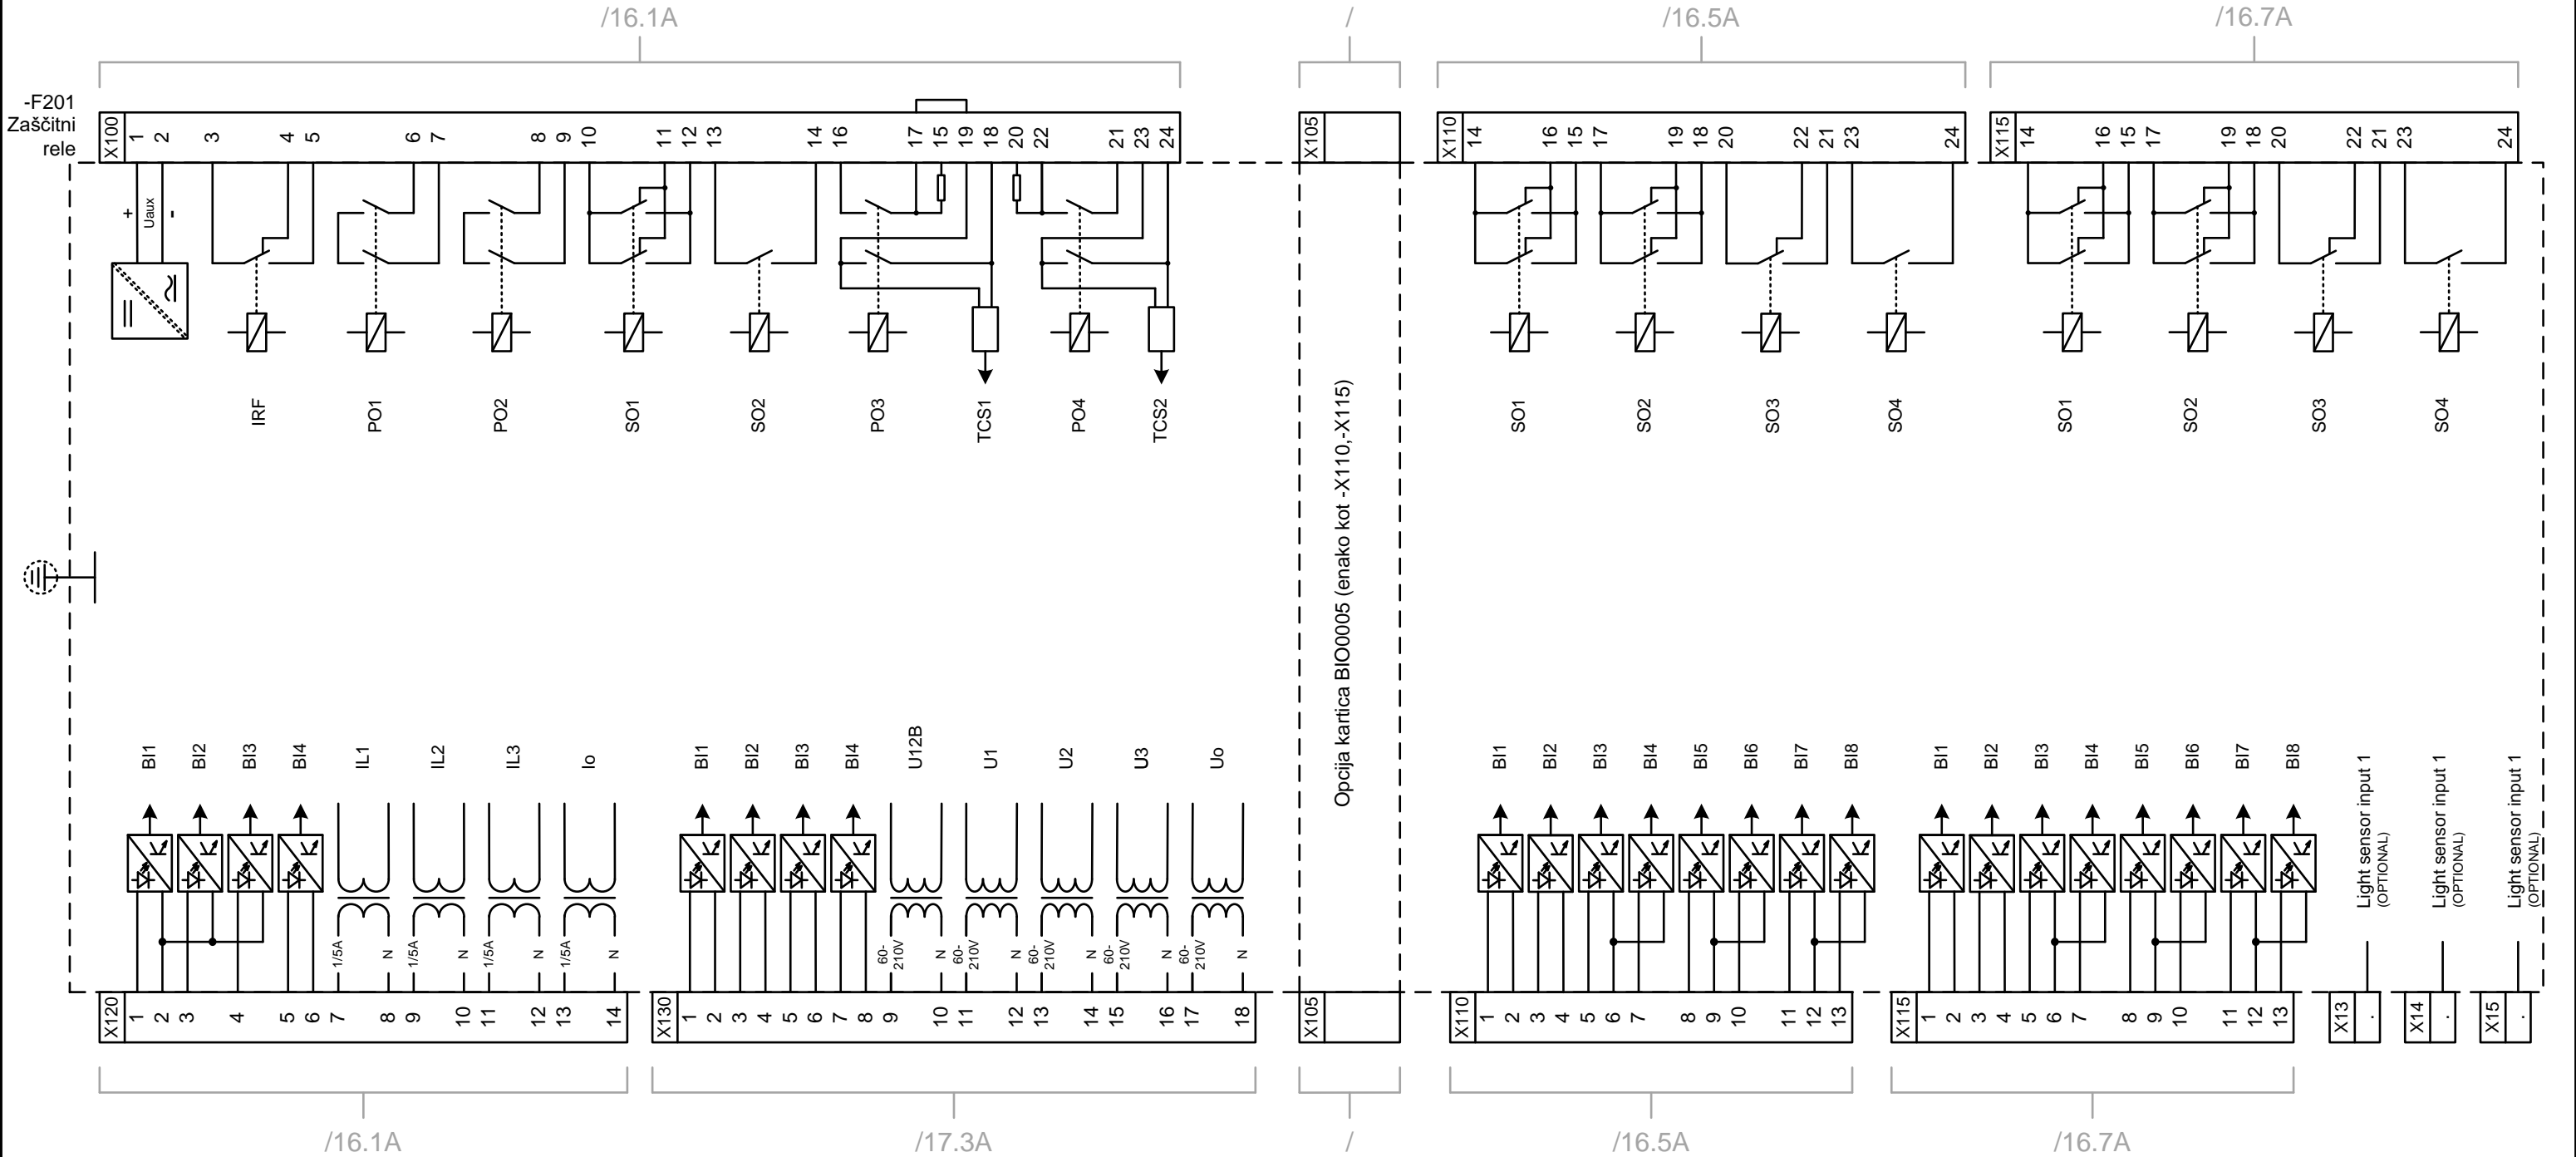 /16.1A
/
/16.5A
/16.7A
-F201
Zaščitni
rele
X100 1 2 3 4 5 6 7 8 9 10 11 12 13 14 16 17 15 19 18 20 22 21 23 24
X105
X110 14 16 15 17 19 18 20 22 21 23 24
X115 14 16 15 17 19 18 20 22 21 23 24
+ Uaux -
IRF PO1 PO2 SO1 SO2 PO3 TCS1 PO4 TCS2
SO1 SO2 SO3 SO4
SO1 SO2 SO3 SO4
Opcija kartica BIO0005 (enako kot -X110,-X115)
BI1 BI2 BI3 BI4 IL1 IL2 IL3 Io
BI1 BI2 BI3 BI4 U12B U1 U2 U3 Uo
BI1 BI2 BI3 BI4 BI5 BI6 BI7 BI8
BI1 BI2 BI3 BI4 BI5 BI6 BI7 BI8
Light sensor input 1
(OPTIONAL)
Light sensor input 1
(OPTIONAL)
Light sensor input 1
(OPTIONAL)
1/5A N 1/5A N 1/5A N 1/5A N
60-
210V
N
60-
210V
N
60-
210V
N
60-
210V
N
60-
210V
N
X120 1 2 3 4 5 6 7 8 9 10 11 12 13 14
X130 1 2 3 4 5 6 7 8 9 10 11 12 13 14 15 16 17 18
X105
X110 1 2 3 4 5 6 7 8 9 10 11 12 13
X115 1 2 3 4 5 6 7 8 9 10 11 12 13
X13 .
X14 .
X15 .
/16.1A
/17.3A
/
/16.5A
/16.7A